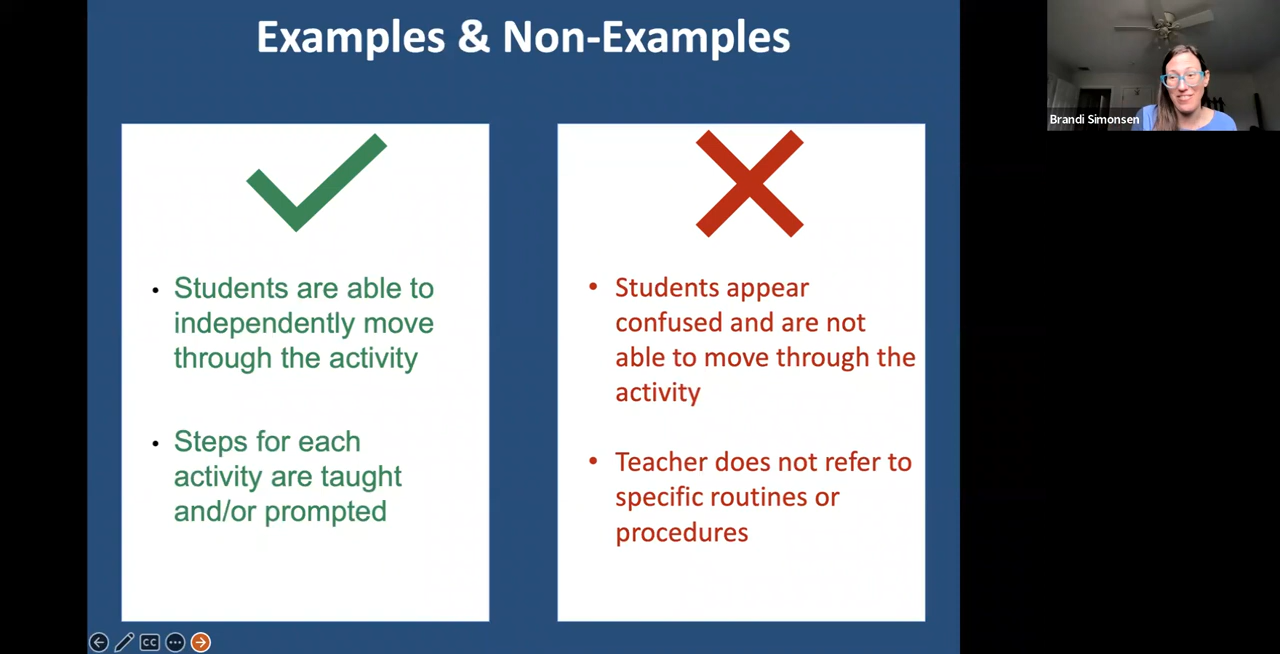 Examples & Non-Examples
Brandi Simonsen
• Students are able to
independently move
through the activity
• Steps for each
activity are taught
and/or prompted
• Students appear
confused and are not
able to move through the
activity
• Teacher does not refer to
specific routines or
procedures
CC